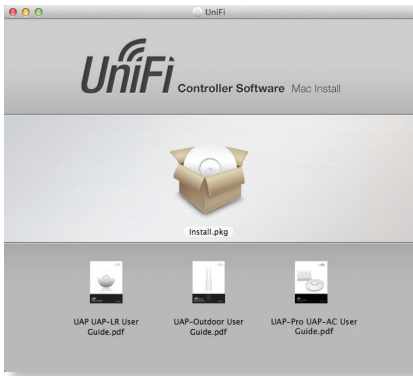 UniFi
UniFi Controller Software Mac Install
Install.pkg
UAP UAP-LR User
Guide.pdf
UAP-Outdoor User
Guide.pdf
UAP-Pro UAP-AC User
Guide.pdf